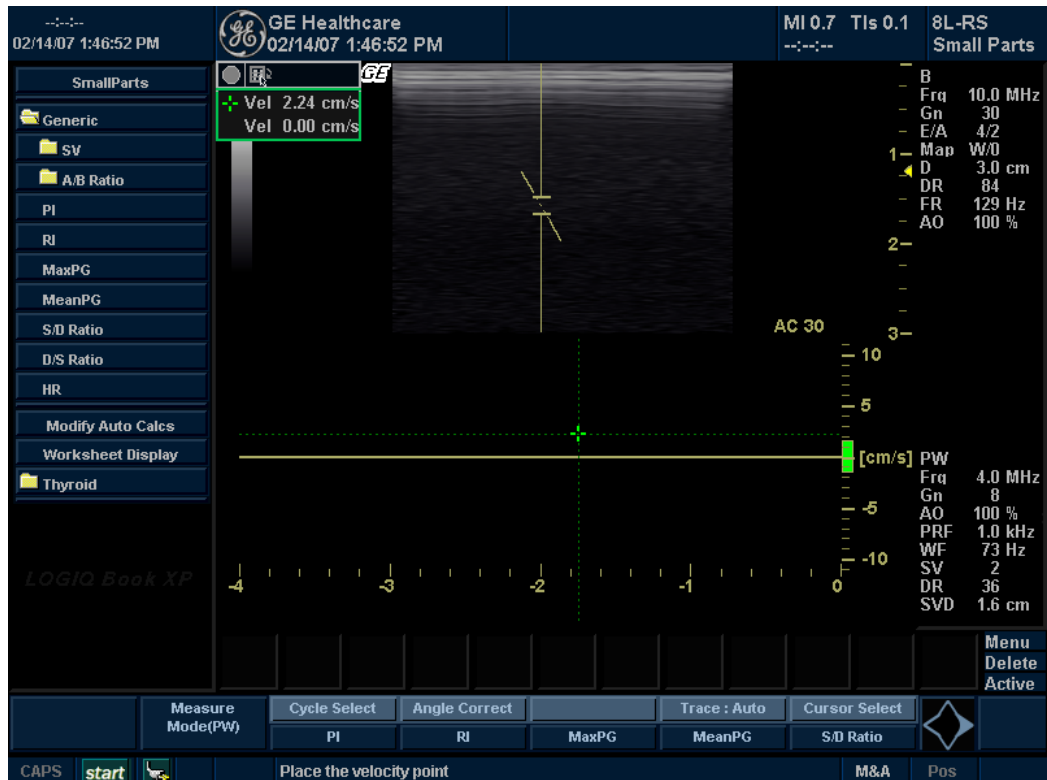 --:--:--
02/14/07 1:46:52 PM
GE Healthcare
02/14/07 1:46:52 PM
MI 0.7 TIs 0.1
--:--:--
8L-RS
Small Parts
SmallParts
Generic
SV
A/B Ratio
PI
RI
MaxPG
MeanPG
S/D Ratio
D/S Ratio
HR
Modify Auto Calcs
Worksheet Display
Thyroid
LOGIQ Book XP
GE
Vel 2.24 cm/s
Vel 0.00 cm/s
1
2
3
AC 30
B
Frq 10.0 MHz
Gn 30
E/A 4/2
Map W/0
D 3.0 cm
DR 84
FR 129 Hz
AO 100 %
10
5
[cm/s]
-5
-10
-4 -3 -2 -1 0
PW
Frq 4.0 MHz
Gn 8
AO 100 %
PRF 1.0 kHz
WF 73 Hz
SV 2
DR 36
SVD 1.6 cm
Menu
Delete
Active
Measure
Mode(PW)
Cycle Select Angle Correct Trace : Auto Cursor Select
PI RI MaxPG MeanPG S/D Ratio
CAPS start Place the velocity point M&A Pos